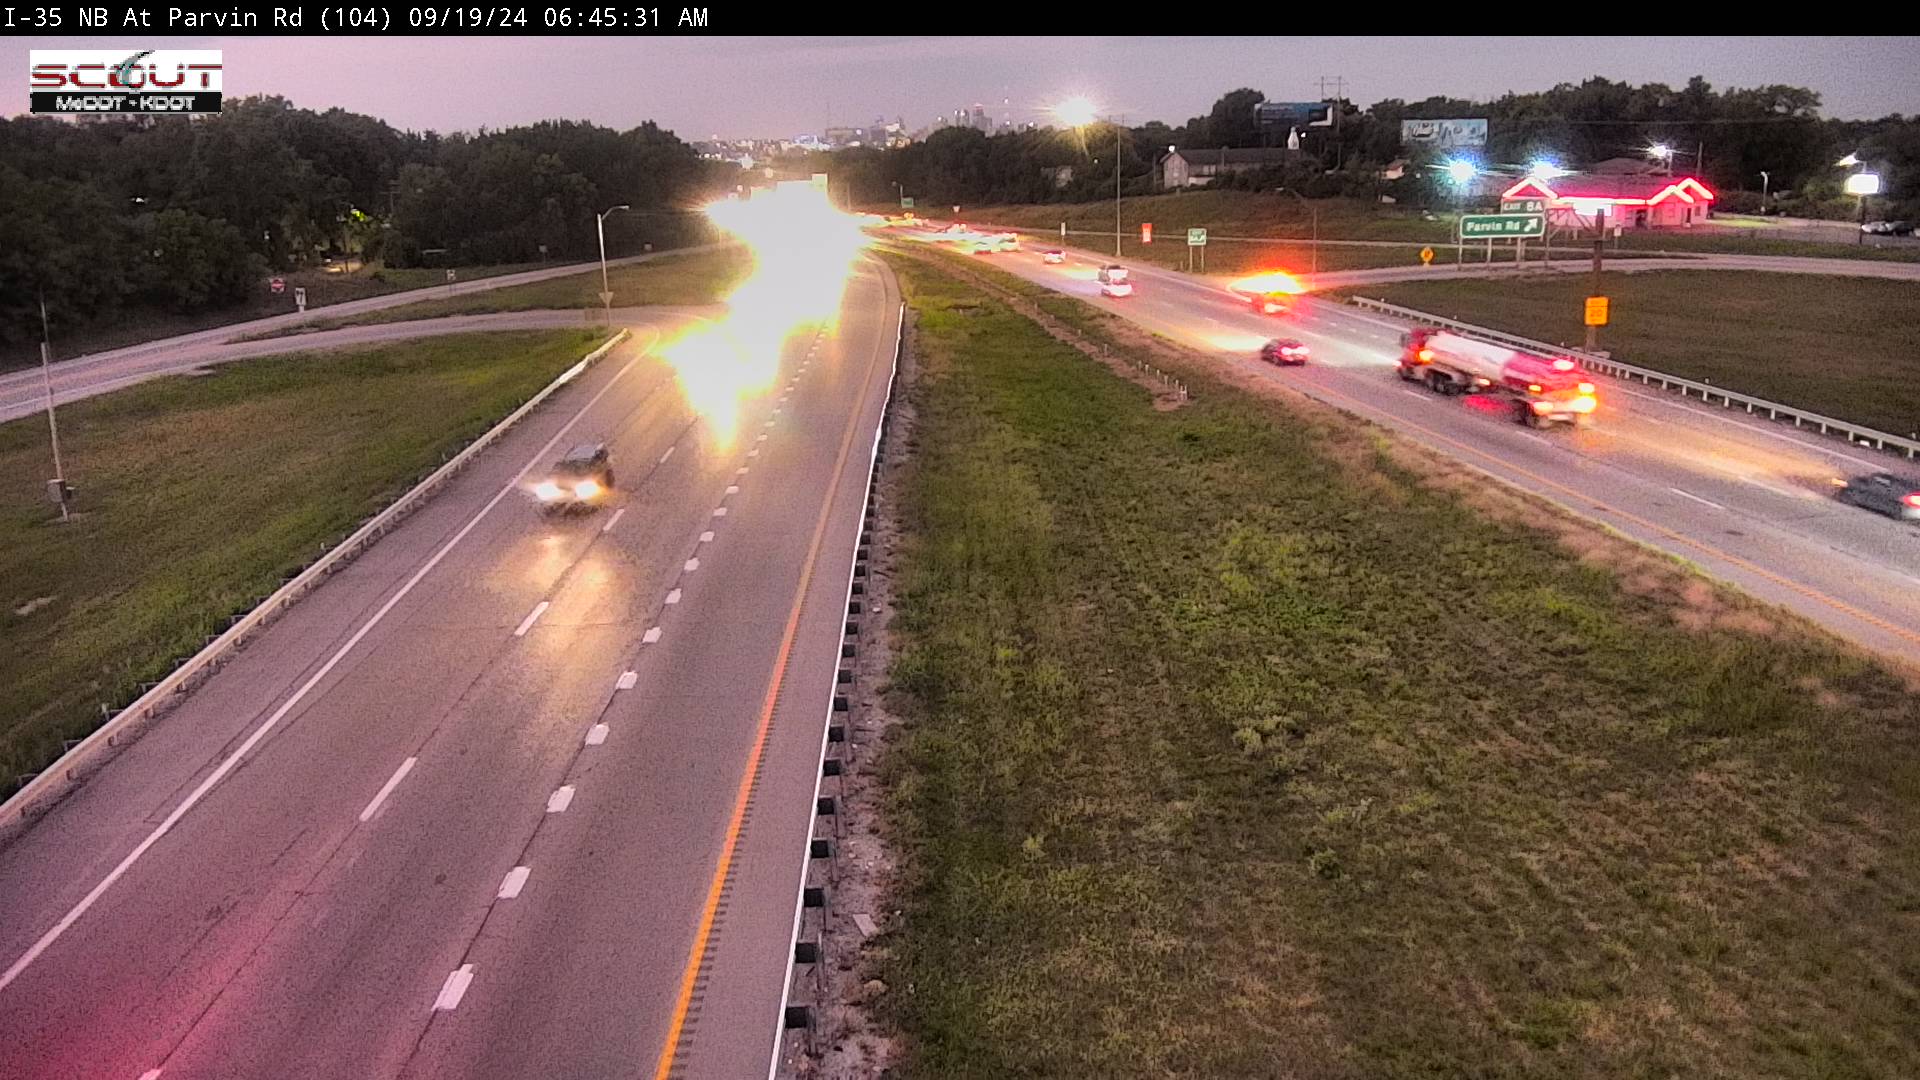 I-35 NB At Parvin Rd (104) 09/19/24 06:45:31 AM
SCOUT
MoDOT - KDOT
EXIT 8A
Parvin Rd